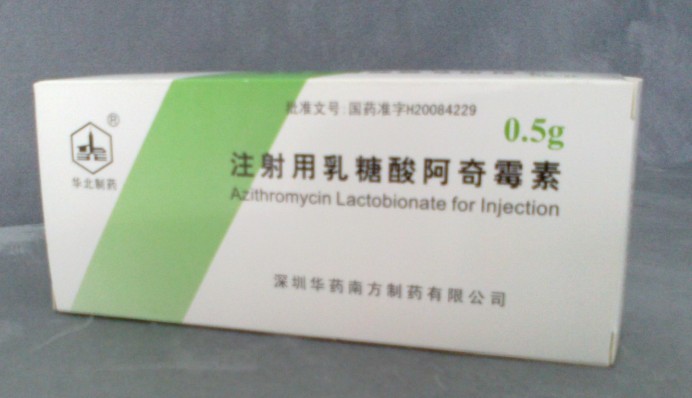 批准文号:国药准字H20084229
0.5g
®
华北制药
注射用乳糖酸阿奇霉素
Azithromycin Lactobionate for Injection
深圳华药南方制药有限公司